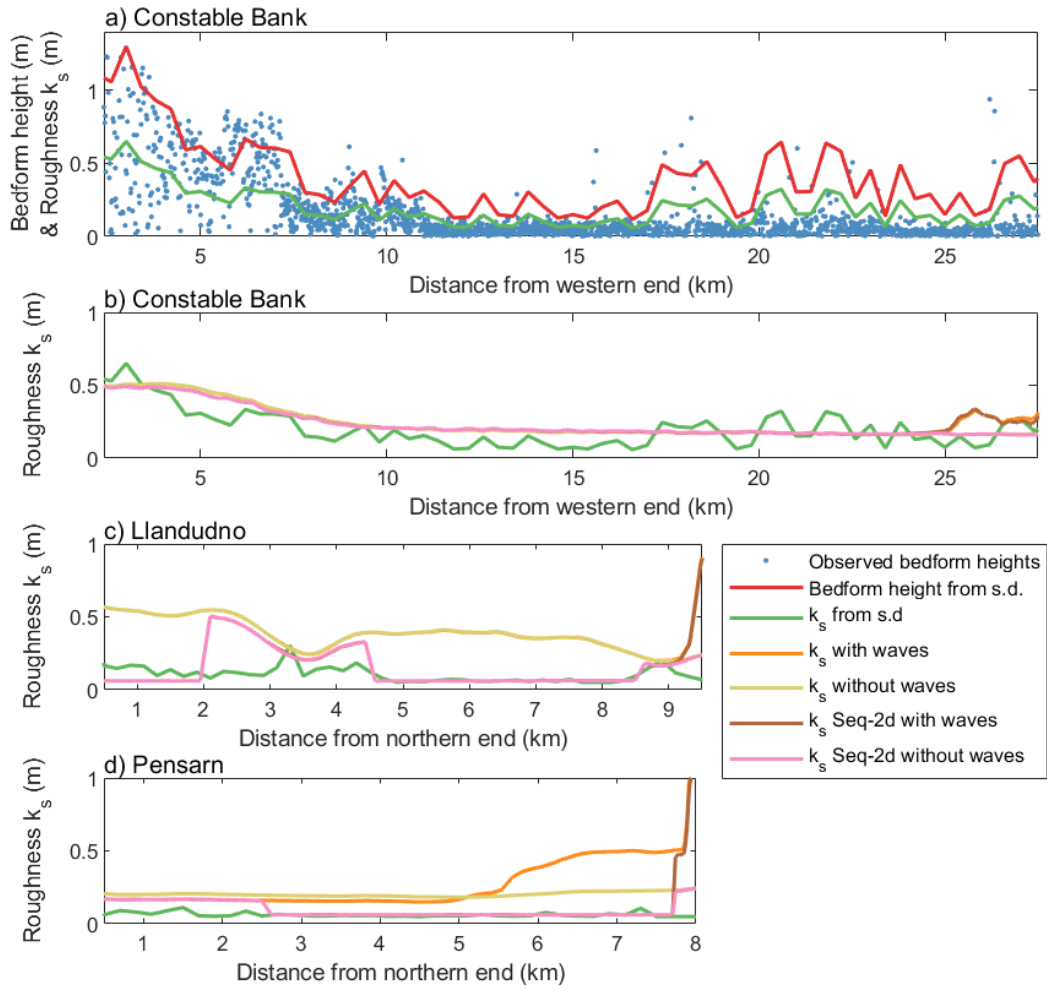 a) Constable Bank
Bedform height (m)
& Roughness k_s (m)
1
0.5
0
5 10 15 20 25
Distance from western end (km)
b) Constable Bank
Roughness k_s (m)
1
0.5
0
5 10 15 20 25
Distance from western end (km)
c) Llandudno
Roughness k_s (m)
1
0.5
0
1 2 3 4 5 6 7 8 9
Distance from northern end (km)
Observed bedform heights
Bedform height from s.d.
k_s from s.d
k_s with waves
k_s without waves
k_s Seq-2d with waves
k_s Seq-2d without waves
d) Pensarn
Roughness k_s (m)
1
0.5
0
1 2 3 4 5 6 7 8
Distance from northern end (km)